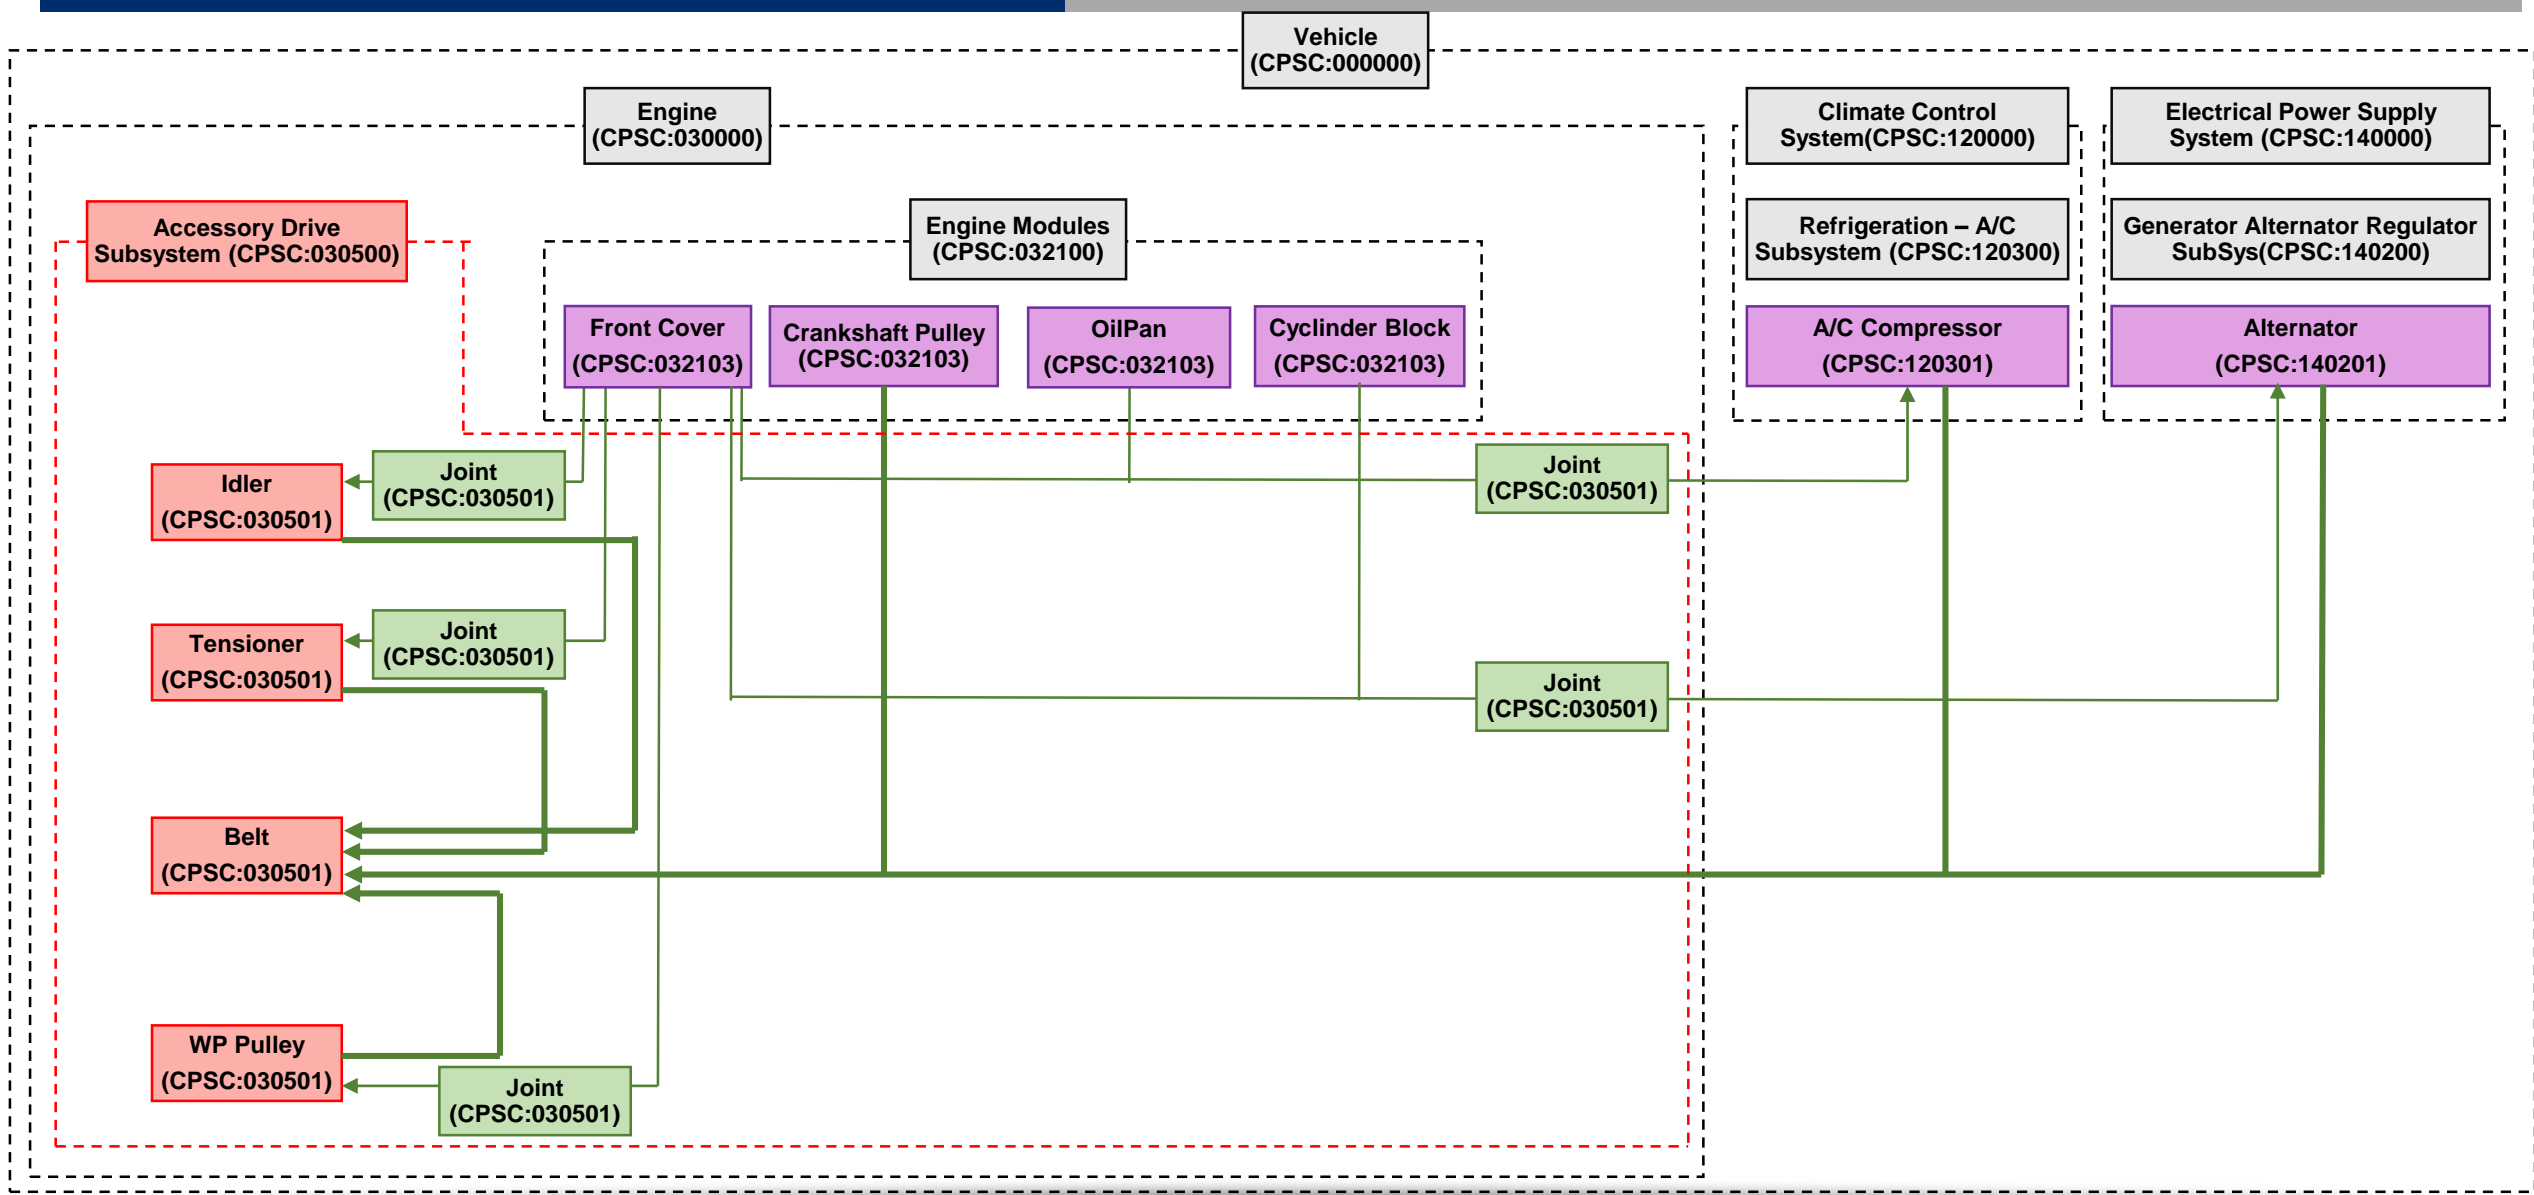 Vehicle
(CPSC:000000)
Engine
(CPSC:030000)
Climate Control
System(CPSC:120000)
Electrical Power Supply
System (CPSC:140000)
Accessory Drive
Subsystem (CPSC:030500)
Engine Modules
(CPSC:032100)
Refrigeration – A/C
Subsystem (CPSC:120300)
Generator Alternator Regulator
SubSys(CPSC:140200)
Front Cover
(CPSC:032103)
Crankshaft Pulley
(CPSC:032103)
OilPan
(CPSC:032103)
Cyclinder Block
(CPSC:032103)
A/C Compressor
(CPSC:120301)
Alternator
(CPSC:140201)
Idler
(CPSC:030501)
Joint
(CPSC:030501)
Joint
(CPSC:030501)
Tensioner
(CPSC:030501)
Joint
(CPSC:030501)
Joint
(CPSC:030501)
Belt
(CPSC:030501)
WP Pulley
(CPSC:030501)
Joint
(CPSC:030501)